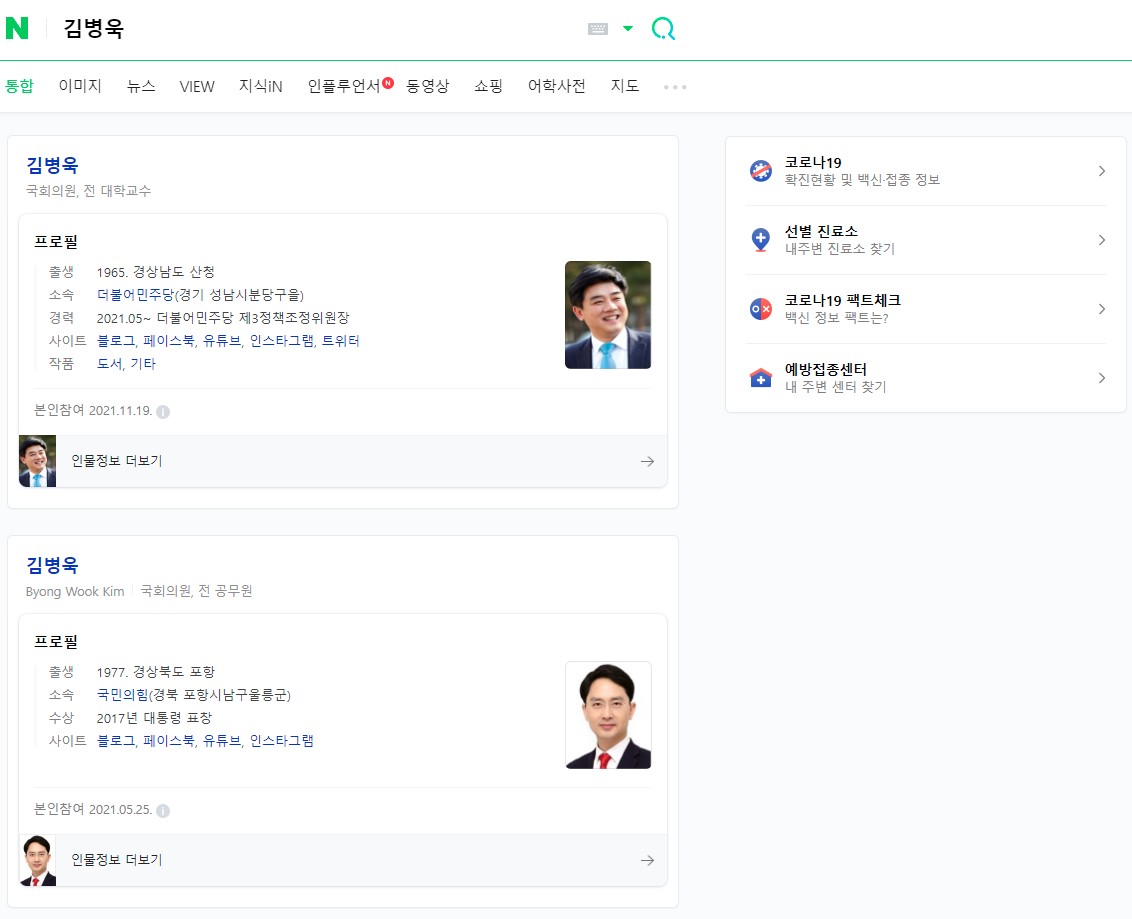 N 김병욱
통합 이미지 뉴스 VIEW 지식iN 인플루언서 N 동영상 쇼핑 어학사전 지도
김병욱
국회의원, 전 대학교수
프로필
출생 1965. 경상남도 산청
소속 더불어민주당(경기 성남시분당구을)
경력 2021.05~ 더불어민주당 제3정책조정위원장
사이트 블로그, 페이스북, 유튜브, 인스타그램, 트위터
작품 도서, 기타
본인참여 2021.11.19.
인물정보 더보기
김병욱
Byong Wook Kim 국회의원, 전 공무원
프로필
출생 1977. 경상북도 포항
소속 국민의힘(경북 포항시남구울릉군)
수상 2017년 대통령 표창
사이트 블로그, 페이스북, 유튜브, 인스타그램
본인참여 2021.05.25.
인물정보 더보기
코로나19
확진현황 및 백신·접종 정보
선별 진료소
내주변 진료소 찾기
코로나19 팩트체크
백신 정보 팩트는?
예방접종센터
내 주변 센터 찾기